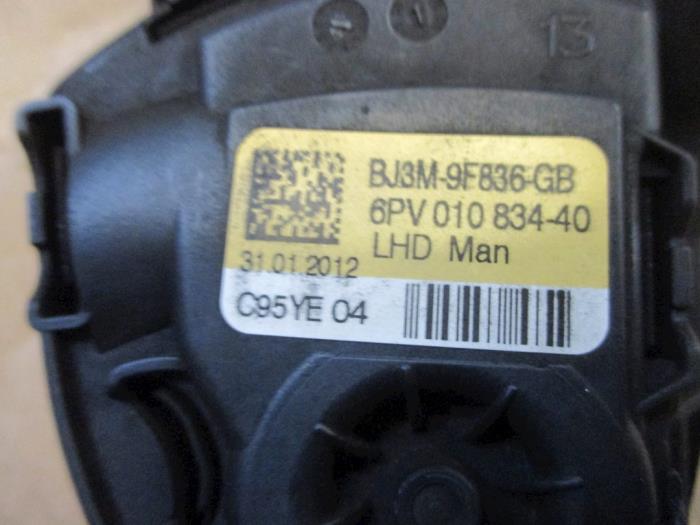 13
BJ3M-9F836-GB
6PV 010 834-40
LHD Man
31.01.2012
C95YE 04